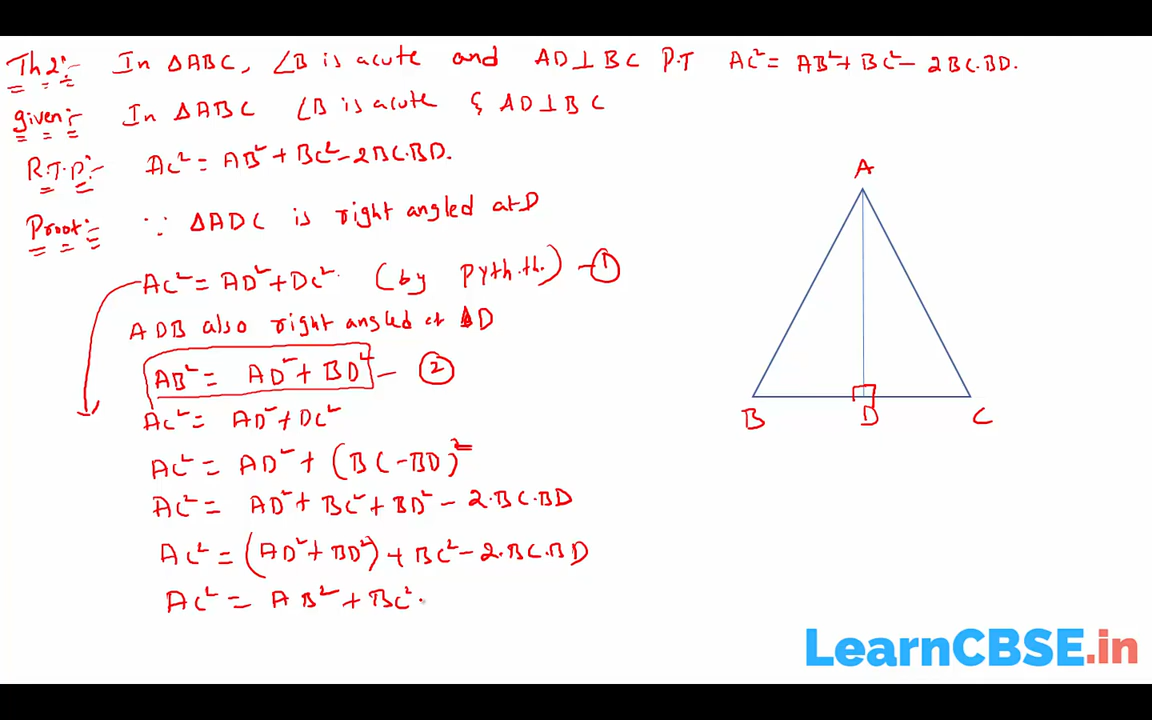 Th2:- In ΔABC, ∠B is acute and AD⊥BC P.T AC²= AB²+BC²- 2BC.BD.
given:- In ΔABC ∠B is acute & AD⊥BC
R.T.P:- AC²= AB²+BC²-2BC.BD.
Proof:- ∵ ΔADC is right angled at D
AC²=AD²+DC². (by Pyth.th.) -①
ADB also right angled at D
AB²= AD²+BD² - ②
AC²= AD²+DC²
AC²= AD²+(BC-BD)²
AC²= AD²+BC²+BD²-2.BC.BD
AC²=(AD²+BD²)+BC²-2.BC.BD
AC²= AB²+BC².
A
B
D
C
LearnCBSE.in